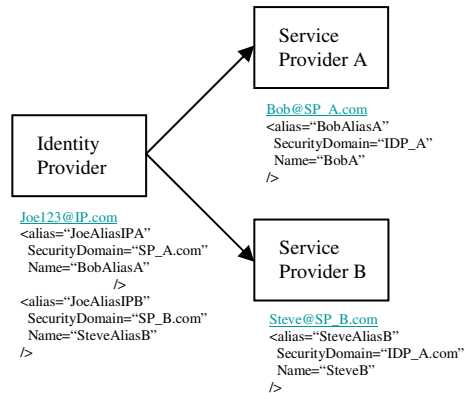 Service
Provider A
Bob@SP_A.com
<alias=“BobAliasA”
SecurityDomain=“IDP_A”
Name=“BobA”
/>
Identity
Provider
Joe123@IP.com
<alias=“JoeAliasIPA”
SecurityDomain=“SP_A.com”
Name=“BobAliasA”
/>
<alias=“JoeAliasIPB”
SecurityDomain=“SP_B.com”
Name=“SteveAliasB”
/>
Service
Provider B
Steve@SP_B.com
<alias=“SteveAliasB”
SecurityDomain=“IDP_A.com”
Name=“SteveB”
/>